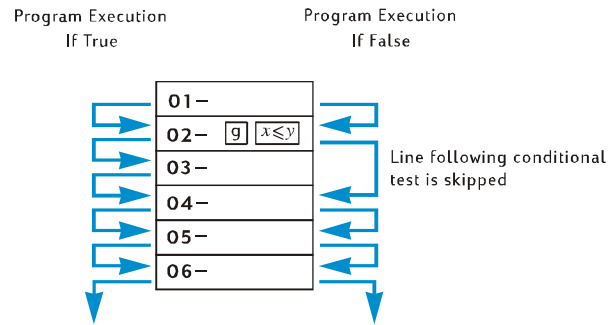 Program Execution
If True
Program Execution
If False
01–
02– g x≤y
03–
04–
05–
06–
Line following conditional
test is skipped